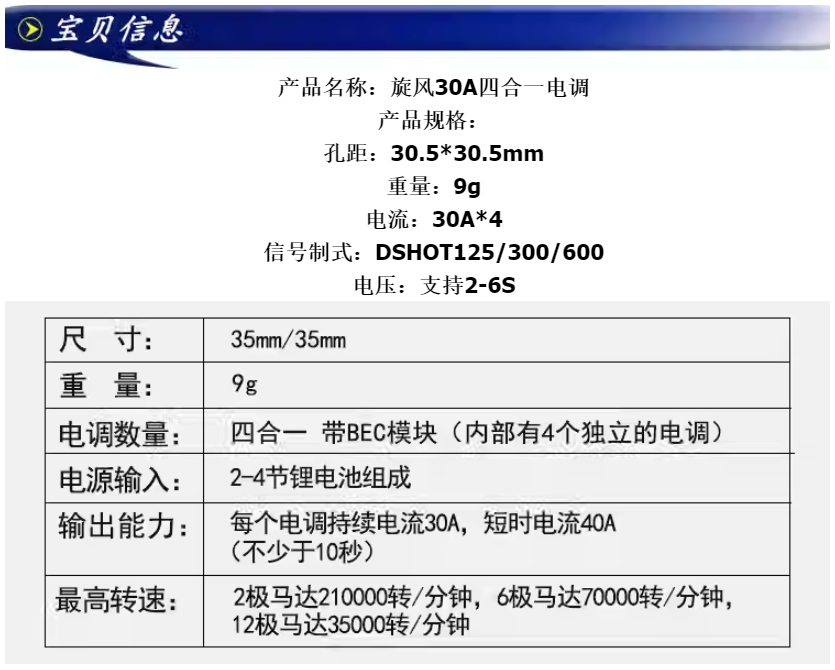 宝贝信息
产品名称：旋风30A四合一电调
产品规格：
孔距：30.5*30.5mm
重量：9g
电流：30A*4
信号制式：DSHOT125/300/600
电压：支持2-6S
尺 寸： 35mm/35mm
重 量： 9g
电调数量： 四合一 带BEC模块（内部有4个独立的电调）
电源输入： 2-4节锂电池组成
输出能力： 每个电调持续电流30A，短时电流40A
（不少于10秒）
最高转速： 2极马达210000转/分钟，6极马达70000转/分钟，
12极马达35000转/分钟